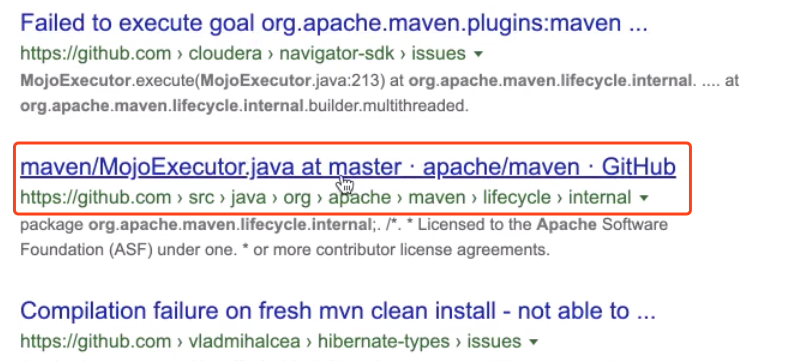 Failed to execute goal org.apache.maven.plugins:maven ...
https://github.com › cloudera › navigator-sdk › issues
MojoExecutor.execute(MojoExecutor.java:213) at org.apache.maven.lifecycle.internal. .... at
org.apache.maven.lifecycle.internal.builder.multithreaded.
maven/MojoExecutor.java at master · apache/maven · GitHub
https://github.com › src › java › org › apache › maven › lifecycle › internal
package org.apache.maven.lifecycle.internal;. /*. * Licensed to the Apache Software
Foundation (ASF) under one. * or more contributor license agreements.
Compilation failure on fresh mvn clean install - not able to ...
https://github.com › vladmihalcea › hibernate-types › issues